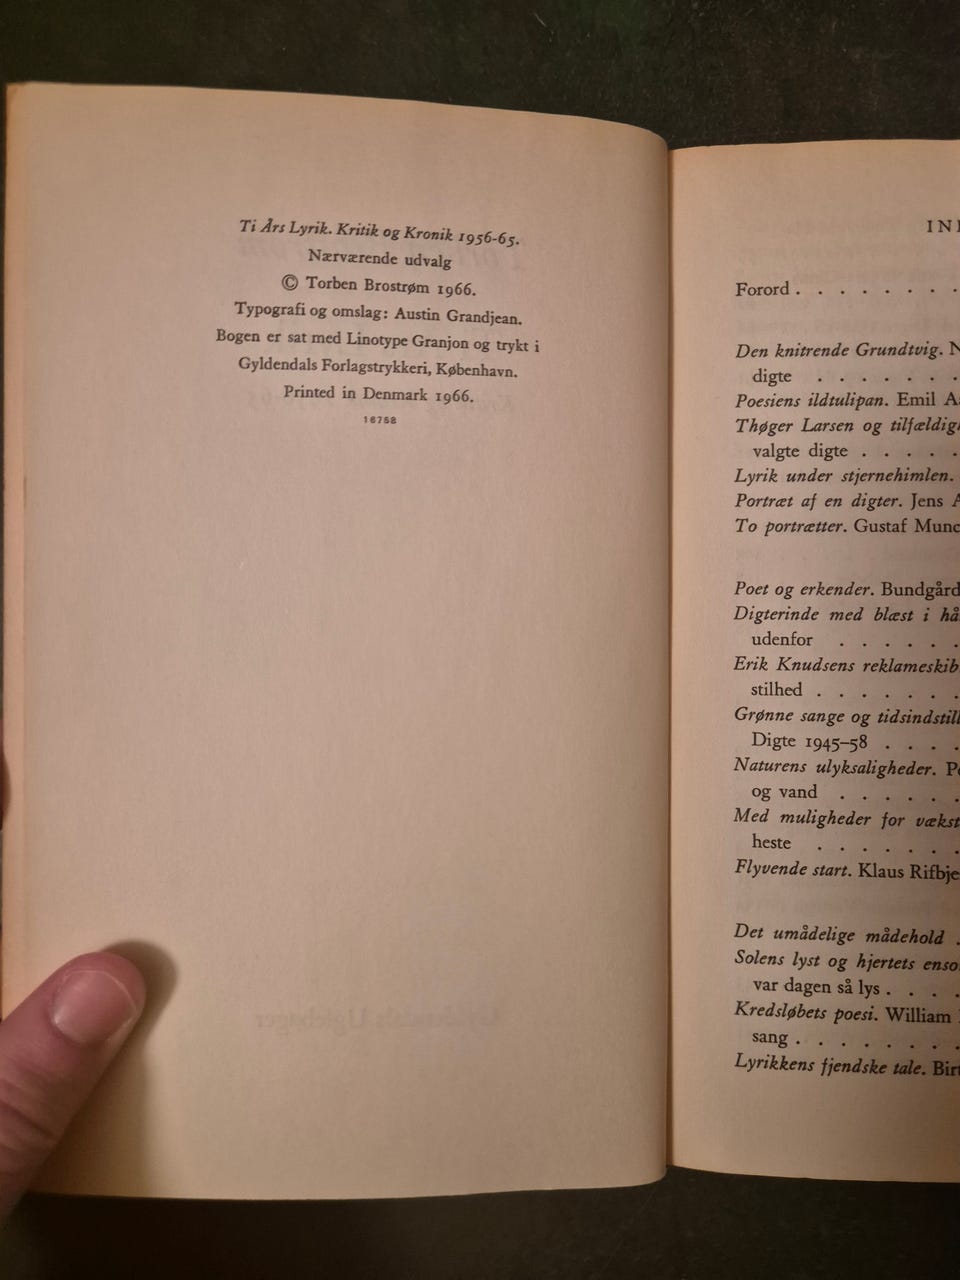 Ti Års Lyrik. Kritik og Kronik 1956-65.
Nærværende udvalg
© Torben Brostrøm 1966.
Typografi og omslag: Austin Grandjean.
Bogen er sat med Linotype Granjon og trykt i
Gyldendals Forlagstrykkeri, København.
Printed in Denmark 1966.
16758
Forord . . . . . . . .
Den knitrende Grundtvig.
digte . . . . . . .
Poesiens ildtulipan. Emil
Thøger Larsen og
valgte digte . . . . .
Lyrik under stjernehimlen.
Portræt af en digter. Jens
To portrætter. Gustaf
Poet og erkender.
Digterinde med blæst i
udenfor . . . . . .
Erik Knudsens
stilhed . . . . . . .
Grønne sange og
Digte 1945–58 . . . .
Naturens ulyksaligheder.
og vand . . . . . .
Med muligheder for vækst
heste . . . . . . .
Flyvende start. Klaus
Det umådelige mådehold .
Solens lyst og hjertets
var dagen så lys . . . .
Kredsløbets poesi. William
sang . . . . . . . .
Lyrikkens fjendske tale.